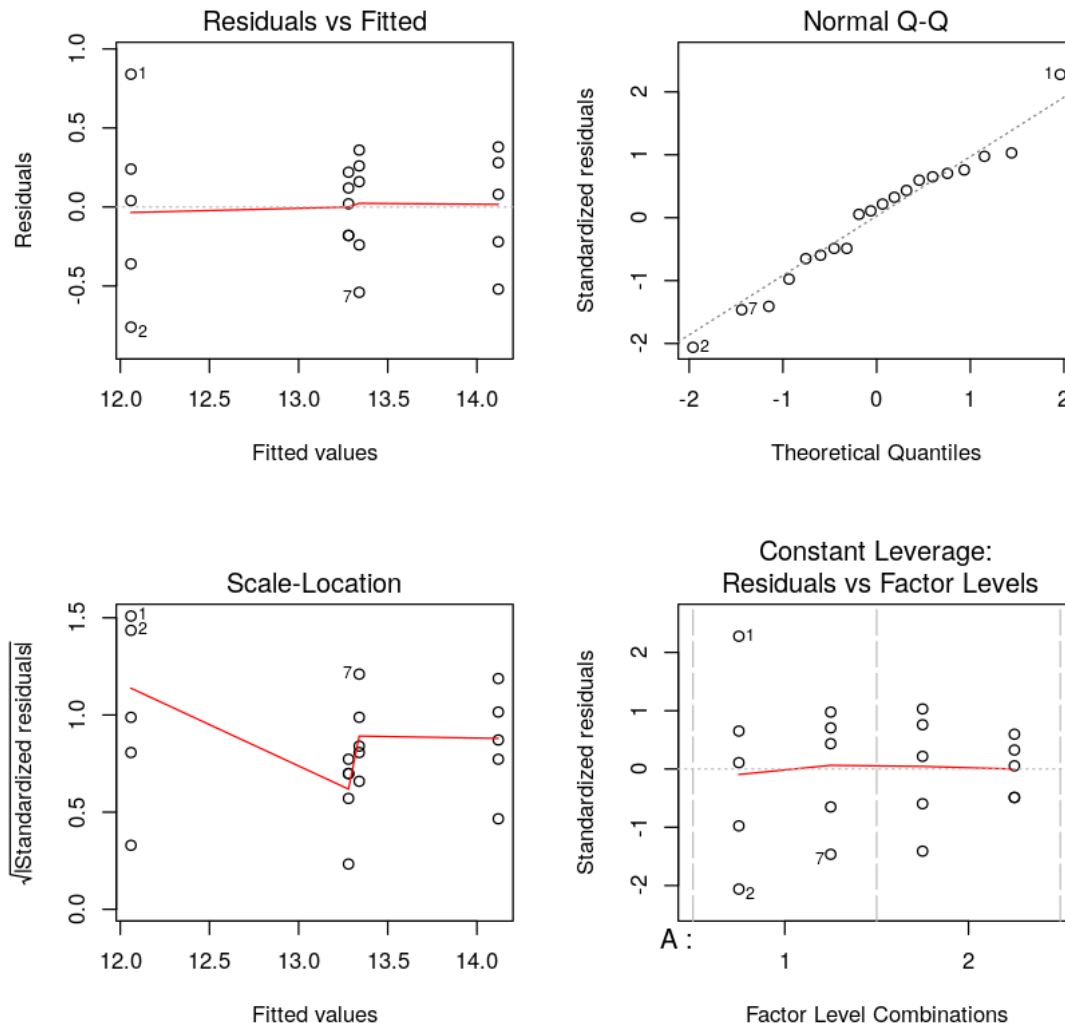 Residuals vs Fitted
Residuals
1.0
0.5
0.0
-0.5
1
2
7
12.0 12.5 13.0 13.5 14.0
Fitted values
Normal Q-Q
Standardized residuals
2
1
0
-1
-2
1
7
2
-2 -1 0 1 2
Theoretical Quantiles
Scale-Location
√|Standardized residuals|
1.5
1.0
0.5
0.0
1
2
7
12.0 12.5 13.0 13.5 14.0
Fitted values
Constant Leverage:
Residuals vs Factor Levels
Standardized residuals
2
1
0
-1
-2
1
7
2
A :
1 2
Factor Level Combinations